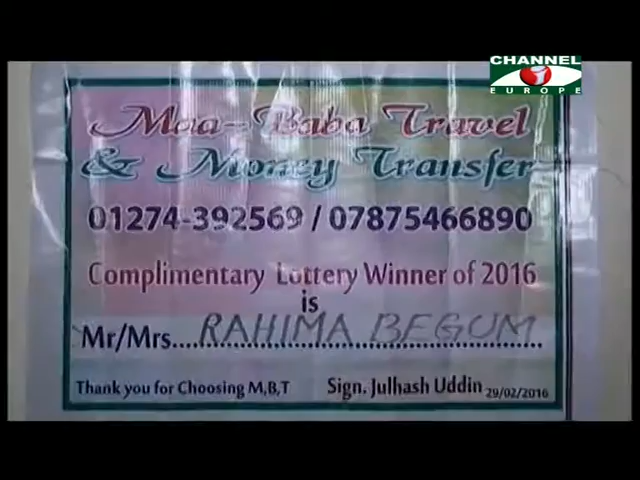 CHANNEL
i
EUROPE
Maa-Baba Travel
& Money Transfer
01274-392569 / 07875466890
Complimentary Lottery Winner of 2016
is
Mr/Mrs....RAHIMA BEGUM
Thank you for Choosing M,B,T Sign. Julhash Uddin 29/02/2016